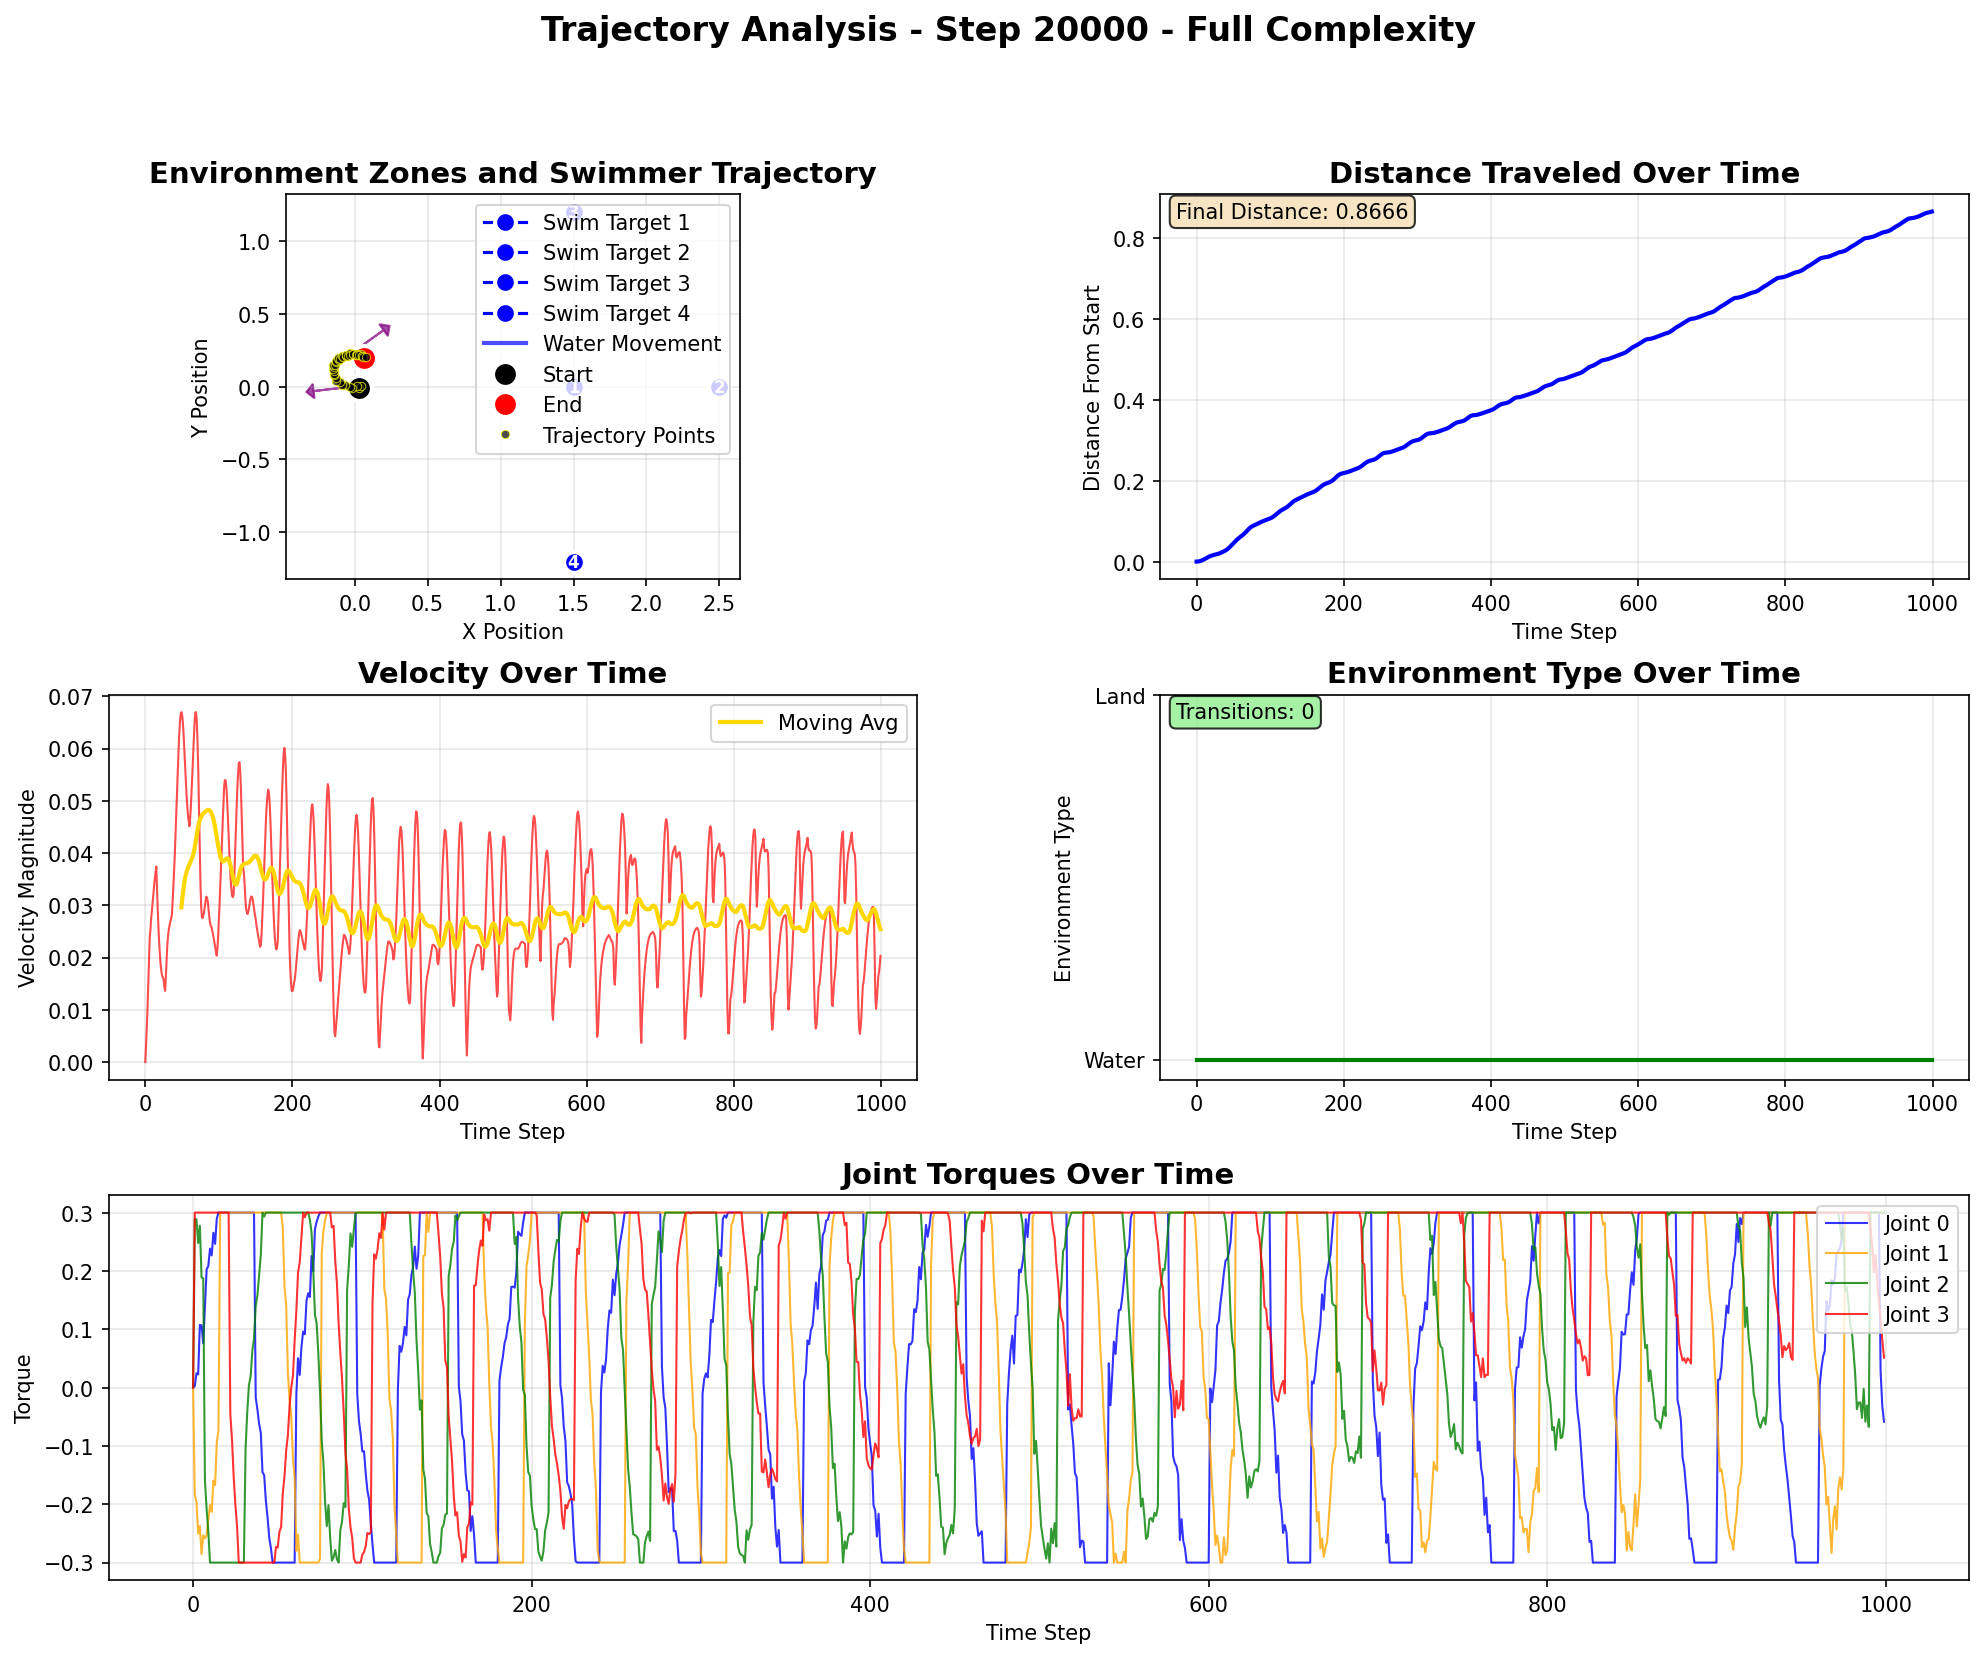 Trajectory Analysis - Step 20000 - Full Complexity
Environment Zones and Swimmer Trajectory
Y Position
1.0
0.5
0.0
−0.5
−1.0
3
1
2
4
Swim Target 1
Swim Target 2
Swim Target 3
Swim Target 4
Water Movement
Start
End
Trajectory Points
0.0 0.5 1.0 1.5 2.0 2.5
X Position
Distance Traveled Over Time
Final Distance: 0.8666
Distance From Start
0.8
0.6
0.4
0.2
0.0
0 200 400 600 800 1000
Time Step
Velocity Over Time
Moving Avg
Velocity Magnitude
0.07
0.06
0.05
0.04
0.03
0.02
0.01
0.00
0 200 400 600 800 1000
Time Step
Environment Type Over Time
Transitions: 0
Environment Type
Land
Water
0 200 400 600 800 1000
Time Step
Joint Torques Over Time
Torque
0.3
0.2
0.1
0.0
−0.1
−0.2
−0.3
Joint 0
Joint 1
Joint 2
Joint 3
0 200 400 600 800 1000
Time Step